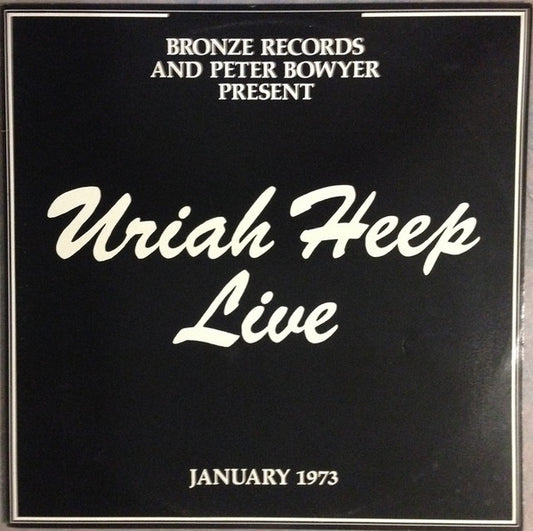 BRONZE RECORDS
AND PETER BOWYER
PRESENT
Uriah Heep
Live
JANUARY 1973